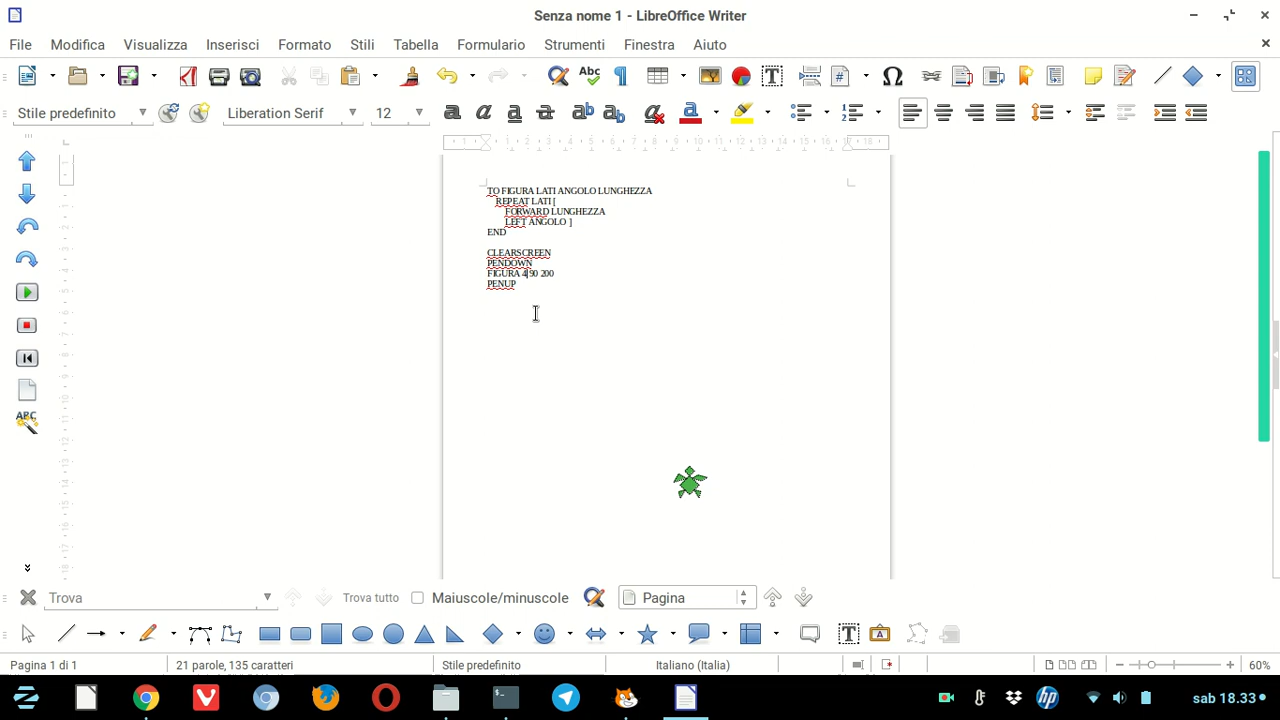 Senza nome 1 - LibreOffice Writer
File Modifica Visualizza Inserisci Formato Stili Tabella Formulario Strumenti Finestra Aiuto
Stile predefinito Liberation Serif 12
TO FIGURA LATI ANGOLO LUNGHEZZA
REPEAT LATI [
FORWARD LUNGHEZZA
LEFT ANGOLO ]
END
CLEARSCREEN
PENDOWN
FIGURA 4 90 200
PENUP
Trova Trova tutto Maiuscole/minuscole Pagina
Pagina 1 di 1 21 parole, 135 caratteri Stile predefinito Italiano (Italia) 60%
sab 18.33